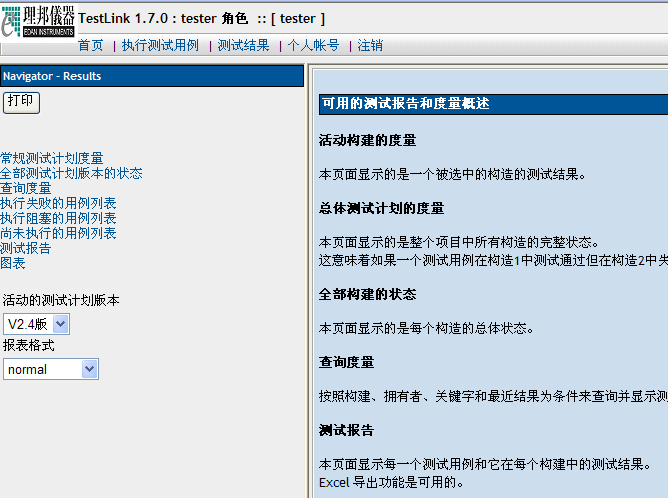 理邦儀器
EDAN INSTRUMENTS
TestLink 1.7.0 : tester 角色 :: [ tester ]
首页 | 执行测试用例 | 测试结果 | 个人帐号 | 注销
Navigator - Results
打印
常规测试计划度量
全部测试计划版本的状态
查询度量
执行失败的用例列表
执行阻塞的用例列表
尚未执行的用例列表
测试报告
图表
活动的测试计划版本
V2.4版
报表格式
normal
可用的测试报告和度量概述
活动构建的度量
本页面显示的是一个被选中的构造的测试结果。
总体测试计划的度量
本页面显示的是整个项目中所有构造的完整状态。
这意味着如果一个测试用例在构造1中测试通过但在构造2中失
全部构建的状态
本页面显示的是每个构造的总体状态。
查询度量
按照构建、拥有者、关键字和最近结果为条件来查询并显示测
测试报告
本页面显示每一个测试用例和它在每个构建中的测试结果。
Excel 导出功能是可用的。